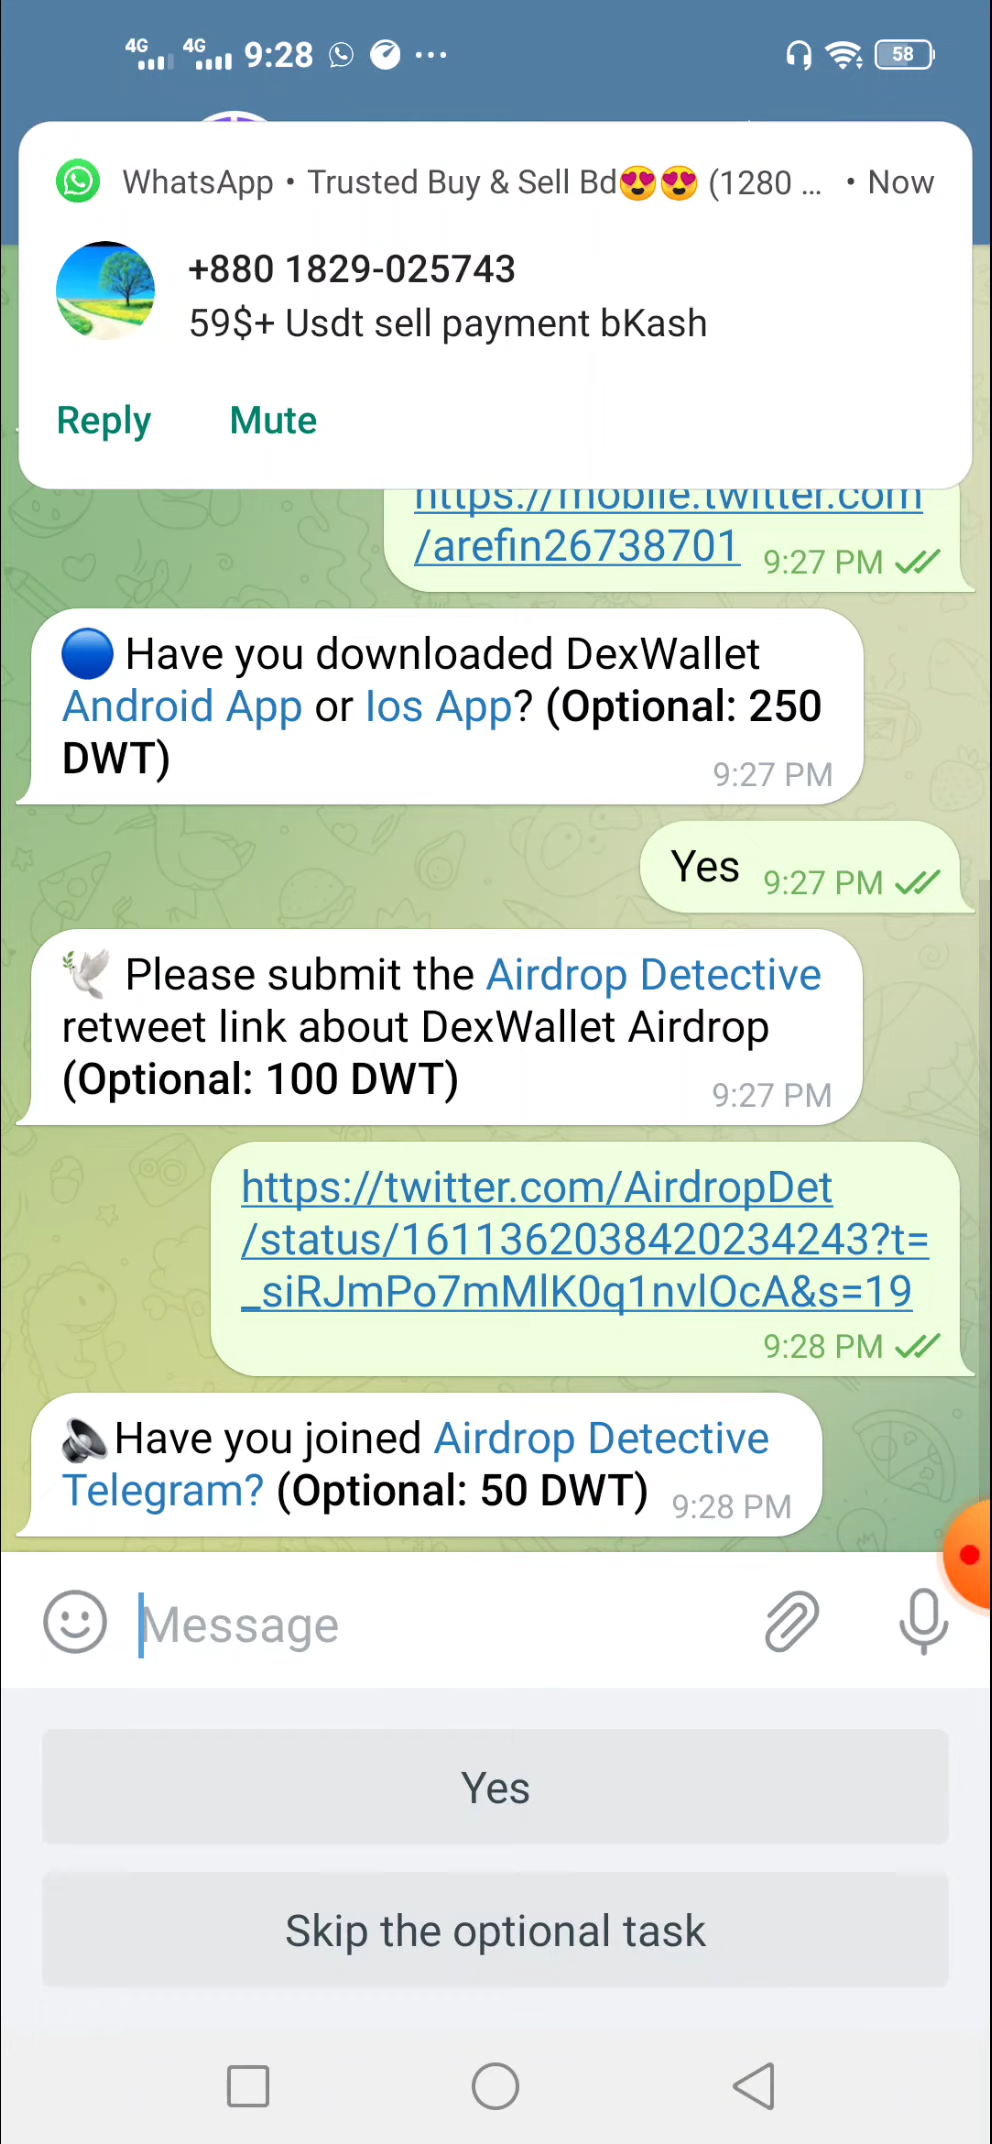 4G 4G 9:28 58
WhatsApp • Trusted Buy & Sell Bd😍😍 (1280 ... • Now
+880 1829-025743
59$+ Usdt sell payment bKash
Reply Mute
https://mobile.twitter.com
/arefin26738701 9:27 PM
🔵 Have you downloaded DexWallet
Android App or Ios App? (Optional: 250
DWT)
9:27 PM
Yes 9:27 PM
🕊 Please submit the Airdrop Detective
retweet link about DexWallet Airdrop
(Optional: 100 DWT)
9:27 PM
https://twitter.com/AirdropDet
/status/1611362038420234243?t=
_siRJmPo7mMlK0q1nvlOcA&s=19
9:28 PM
🔈Have you joined Airdrop Detective
Telegram? (Optional: 50 DWT) 9:28 PM
Message
Yes
Skip the optional task